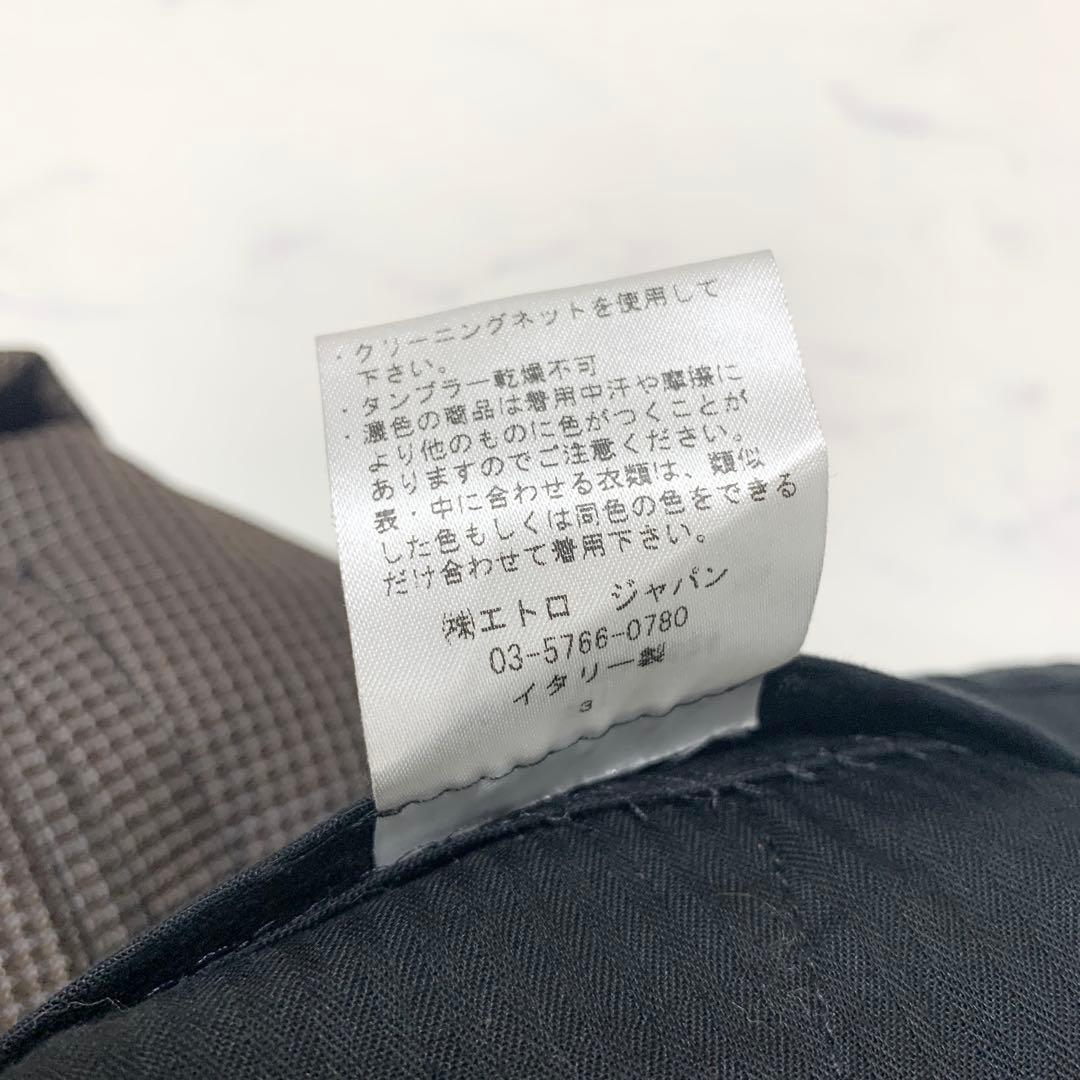 ・クリーニングネットを使用して
下さい。
・タンブラー乾燥不可
・濃色の商品は着用中汗や摩擦に
より他のものに色がつくことが
ありますのでご注意ください。
表・中に合わせる衣類は、類似
した色もしくは同色の色をできる
だけ合わせて着用下さい。
㈱エトロ ジャパン
03-5766-0780
イタリー製
3